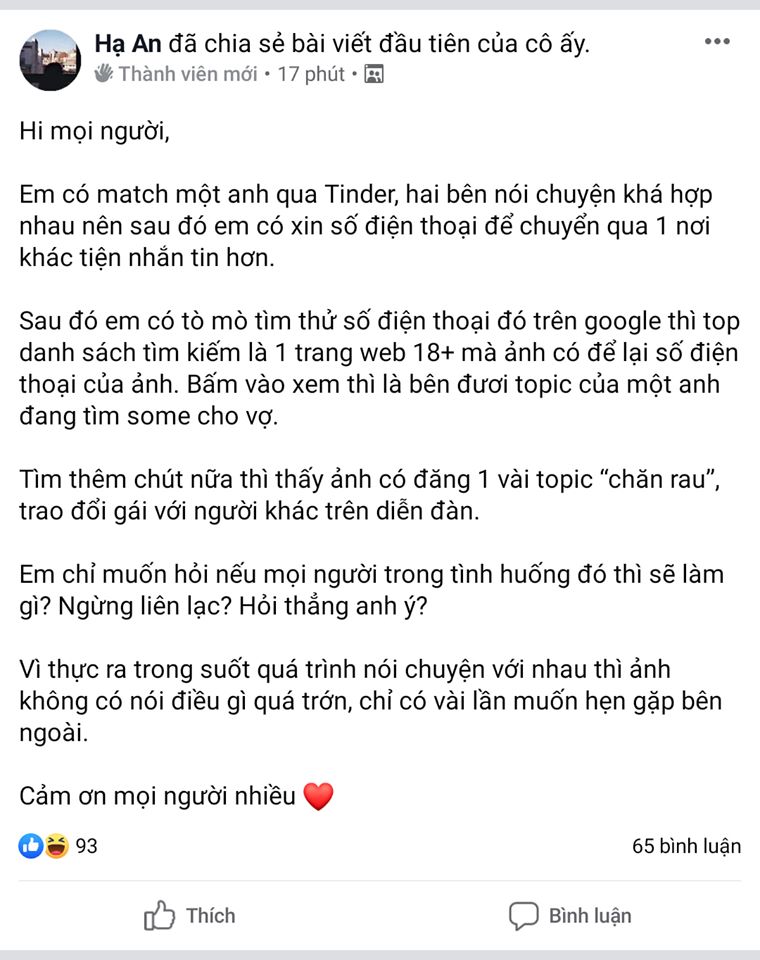 Hạ An đã chia sẻ bài viết đầu tiên của cô ấy.
Thành viên mới • 17 phút •
Hi mọi người,
Em có match một anh qua Tinder, hai bên nói chuyện khá hợp
nhau nên sau đó em có xin số điện thoại để chuyển qua 1 nơi
khác tiện nhắn tin hơn.
Sau đó em có tò mò tìm thử số điện thoại đó trên google thì top
danh sách tìm kiếm là 1 trang web 18+ mà ảnh có để lại số điện
thoại của ảnh. Bấm vào xem thì là bên đươi topic của một anh
đang tìm some cho vợ.
Tìm thêm chút nữa thì thấy ảnh có đăng 1 vài topic “chăn rau”,
trao đổi gái với người khác trên diễn đàn.
Em chỉ muốn hỏi nếu mọi người trong tình huống đó thì sẽ làm
gì? Ngừng liên lạc? Hỏi thẳng anh ý?
Vì thực ra trong suốt quá trình nói chuyện với nhau thì ảnh
không có nói điều gì quá trớn, chỉ có vài lần muốn hẹn gặp bên
ngoài.
Cảm ơn mọi người nhiều ❤️
93 65 bình luận
Thích Bình luận